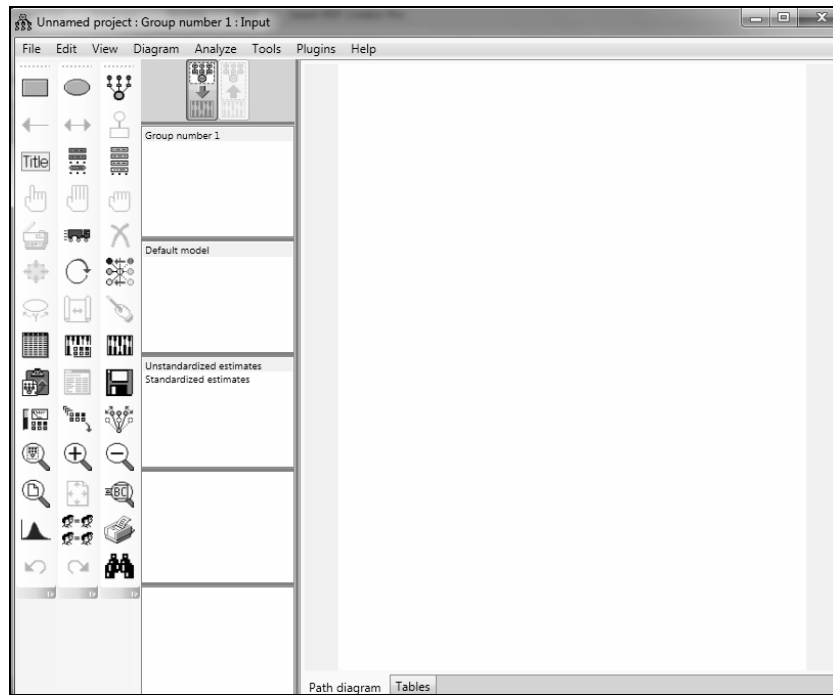 Unnamed project : Group number 1 : Input
File Edit View Diagram Analyze Tools Plugins Help
Title
Group number 1
Default model
Unstandardized estimates
Standardized estimates
Path diagram Tables